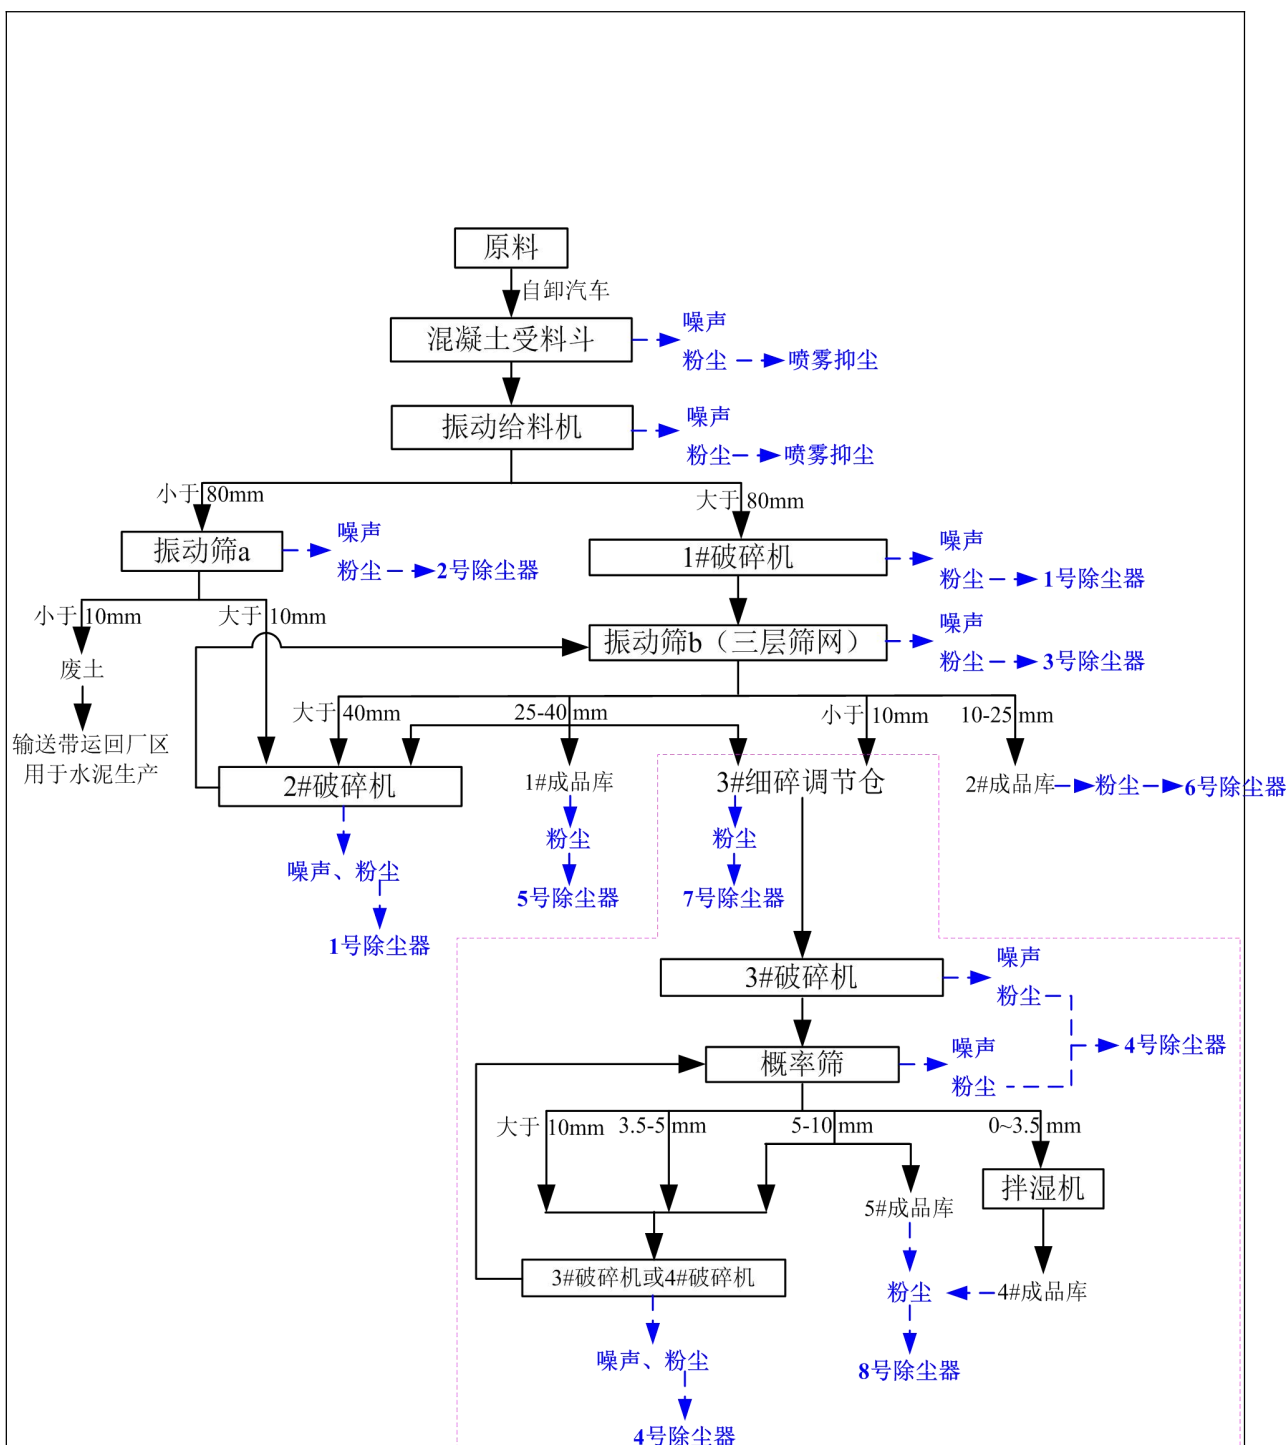 原料
自卸汽车
混凝土受料斗
噪声
粉尘
喷雾抑尘
振动给料机
噪声
粉尘
喷雾抑尘
小于80mm
大于80mm
振动筛a
噪声
粉尘
2号除尘器
1#破碎机
噪声
粉尘
1号除尘器
小于10mm
大于10mm
振动筛b（三层筛网）
噪声
粉尘
3号除尘器
废土
输送带运回厂区
用于水泥生产
大于40mm
25-40mm
小于10mm
10-25mm
2#破碎机
1#成品库
3#细碎调节仓
2#成品库
粉尘
6号除尘器
噪声、粉尘
1号除尘器
粉尘
5号除尘器
粉尘
7号除尘器
3#破碎机
噪声
粉尘
概率筛
噪声
粉尘
4号除尘器
大于10mm
3.5-5mm
5-10mm
0~3.5mm
拌湿机
5#成品库
3#破碎机或4#破碎机
粉尘
4#成品库
噪声、粉尘
8号除尘器
4号除尘器